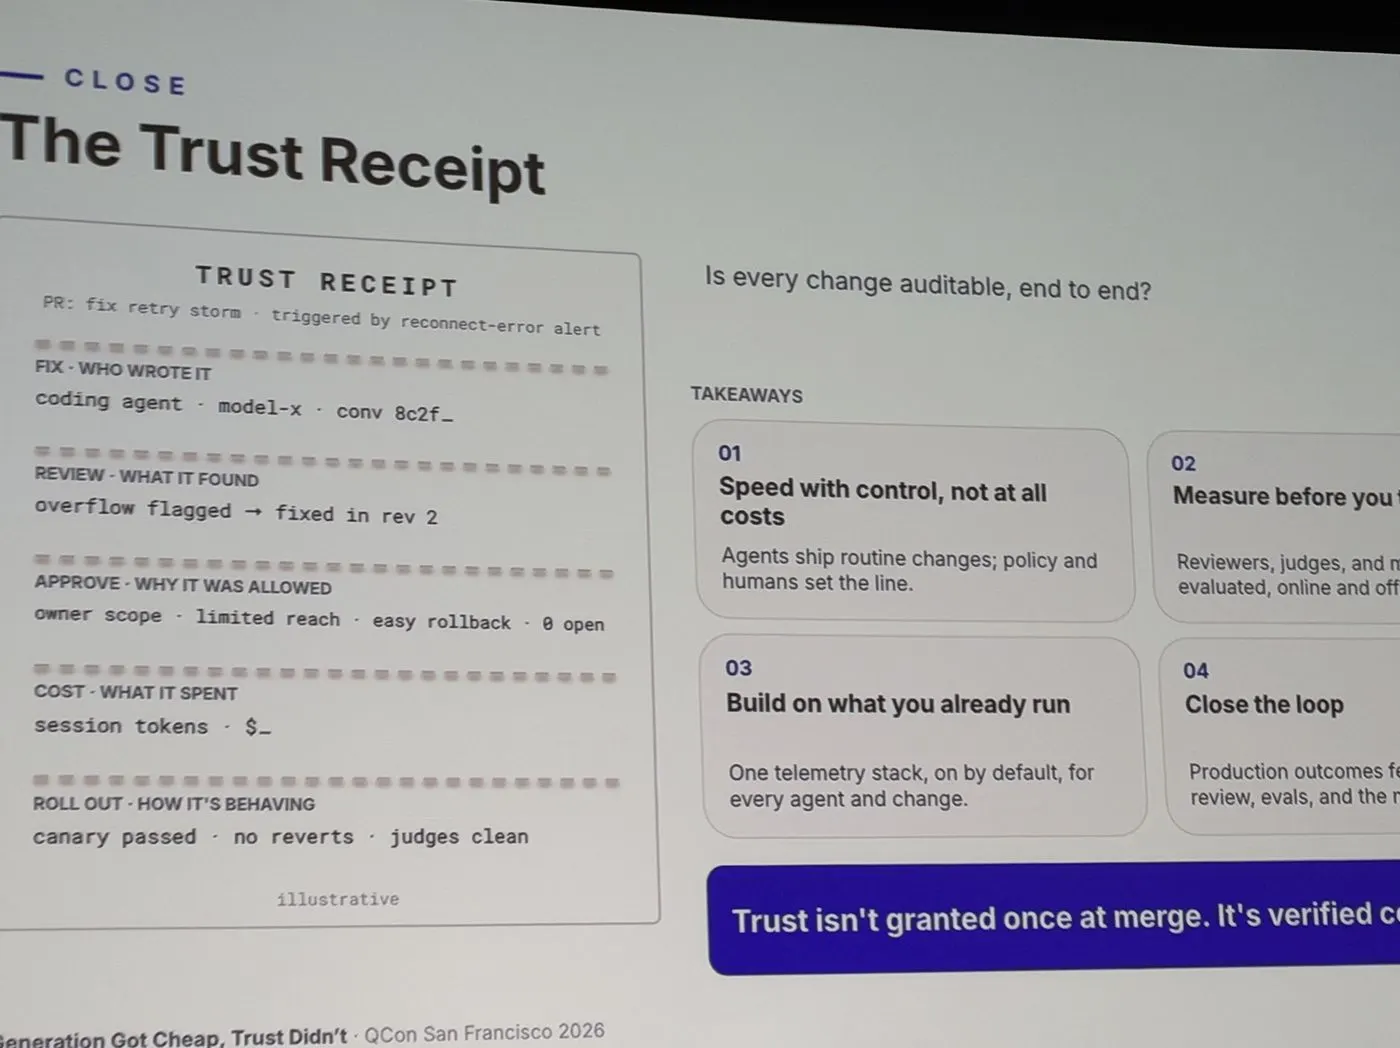 CLOSE
The Trust Receipt
TRUST RECEIPT
PR: fix retry storm · triggered by reconnect-error alert
FIX · WHO WROTE IT
coding agent · model-x · conv 8c2f_
REVIEW · WHAT IT FOUND
overflow flagged → fixed in rev 2
APPROVE · WHY IT WAS ALLOWED
owner scope · limited reach · easy rollback · 0 open
COST · WHAT IT SPENT
session tokens · $_
ROLL OUT · HOW IT'S BEHAVING
canary passed · no reverts · judges clean
illustrative
Is every change auditable, end to end?
TAKEAWAYS
01
Speed with control, not at all
costs
Agents ship routine changes; policy and
humans set the line.
02
Measure before you
Reviewers, judges, and
evaluated, online and
03
Build on what you already run
One telemetry stack, on by default, for
every agent and change.
04
Close the loop
Production outcomes
review, evals, and the
Trust isn't granted once at merge. It's verified
Generation Got Cheap, Trust Didn't · QCon San Francisco 2026